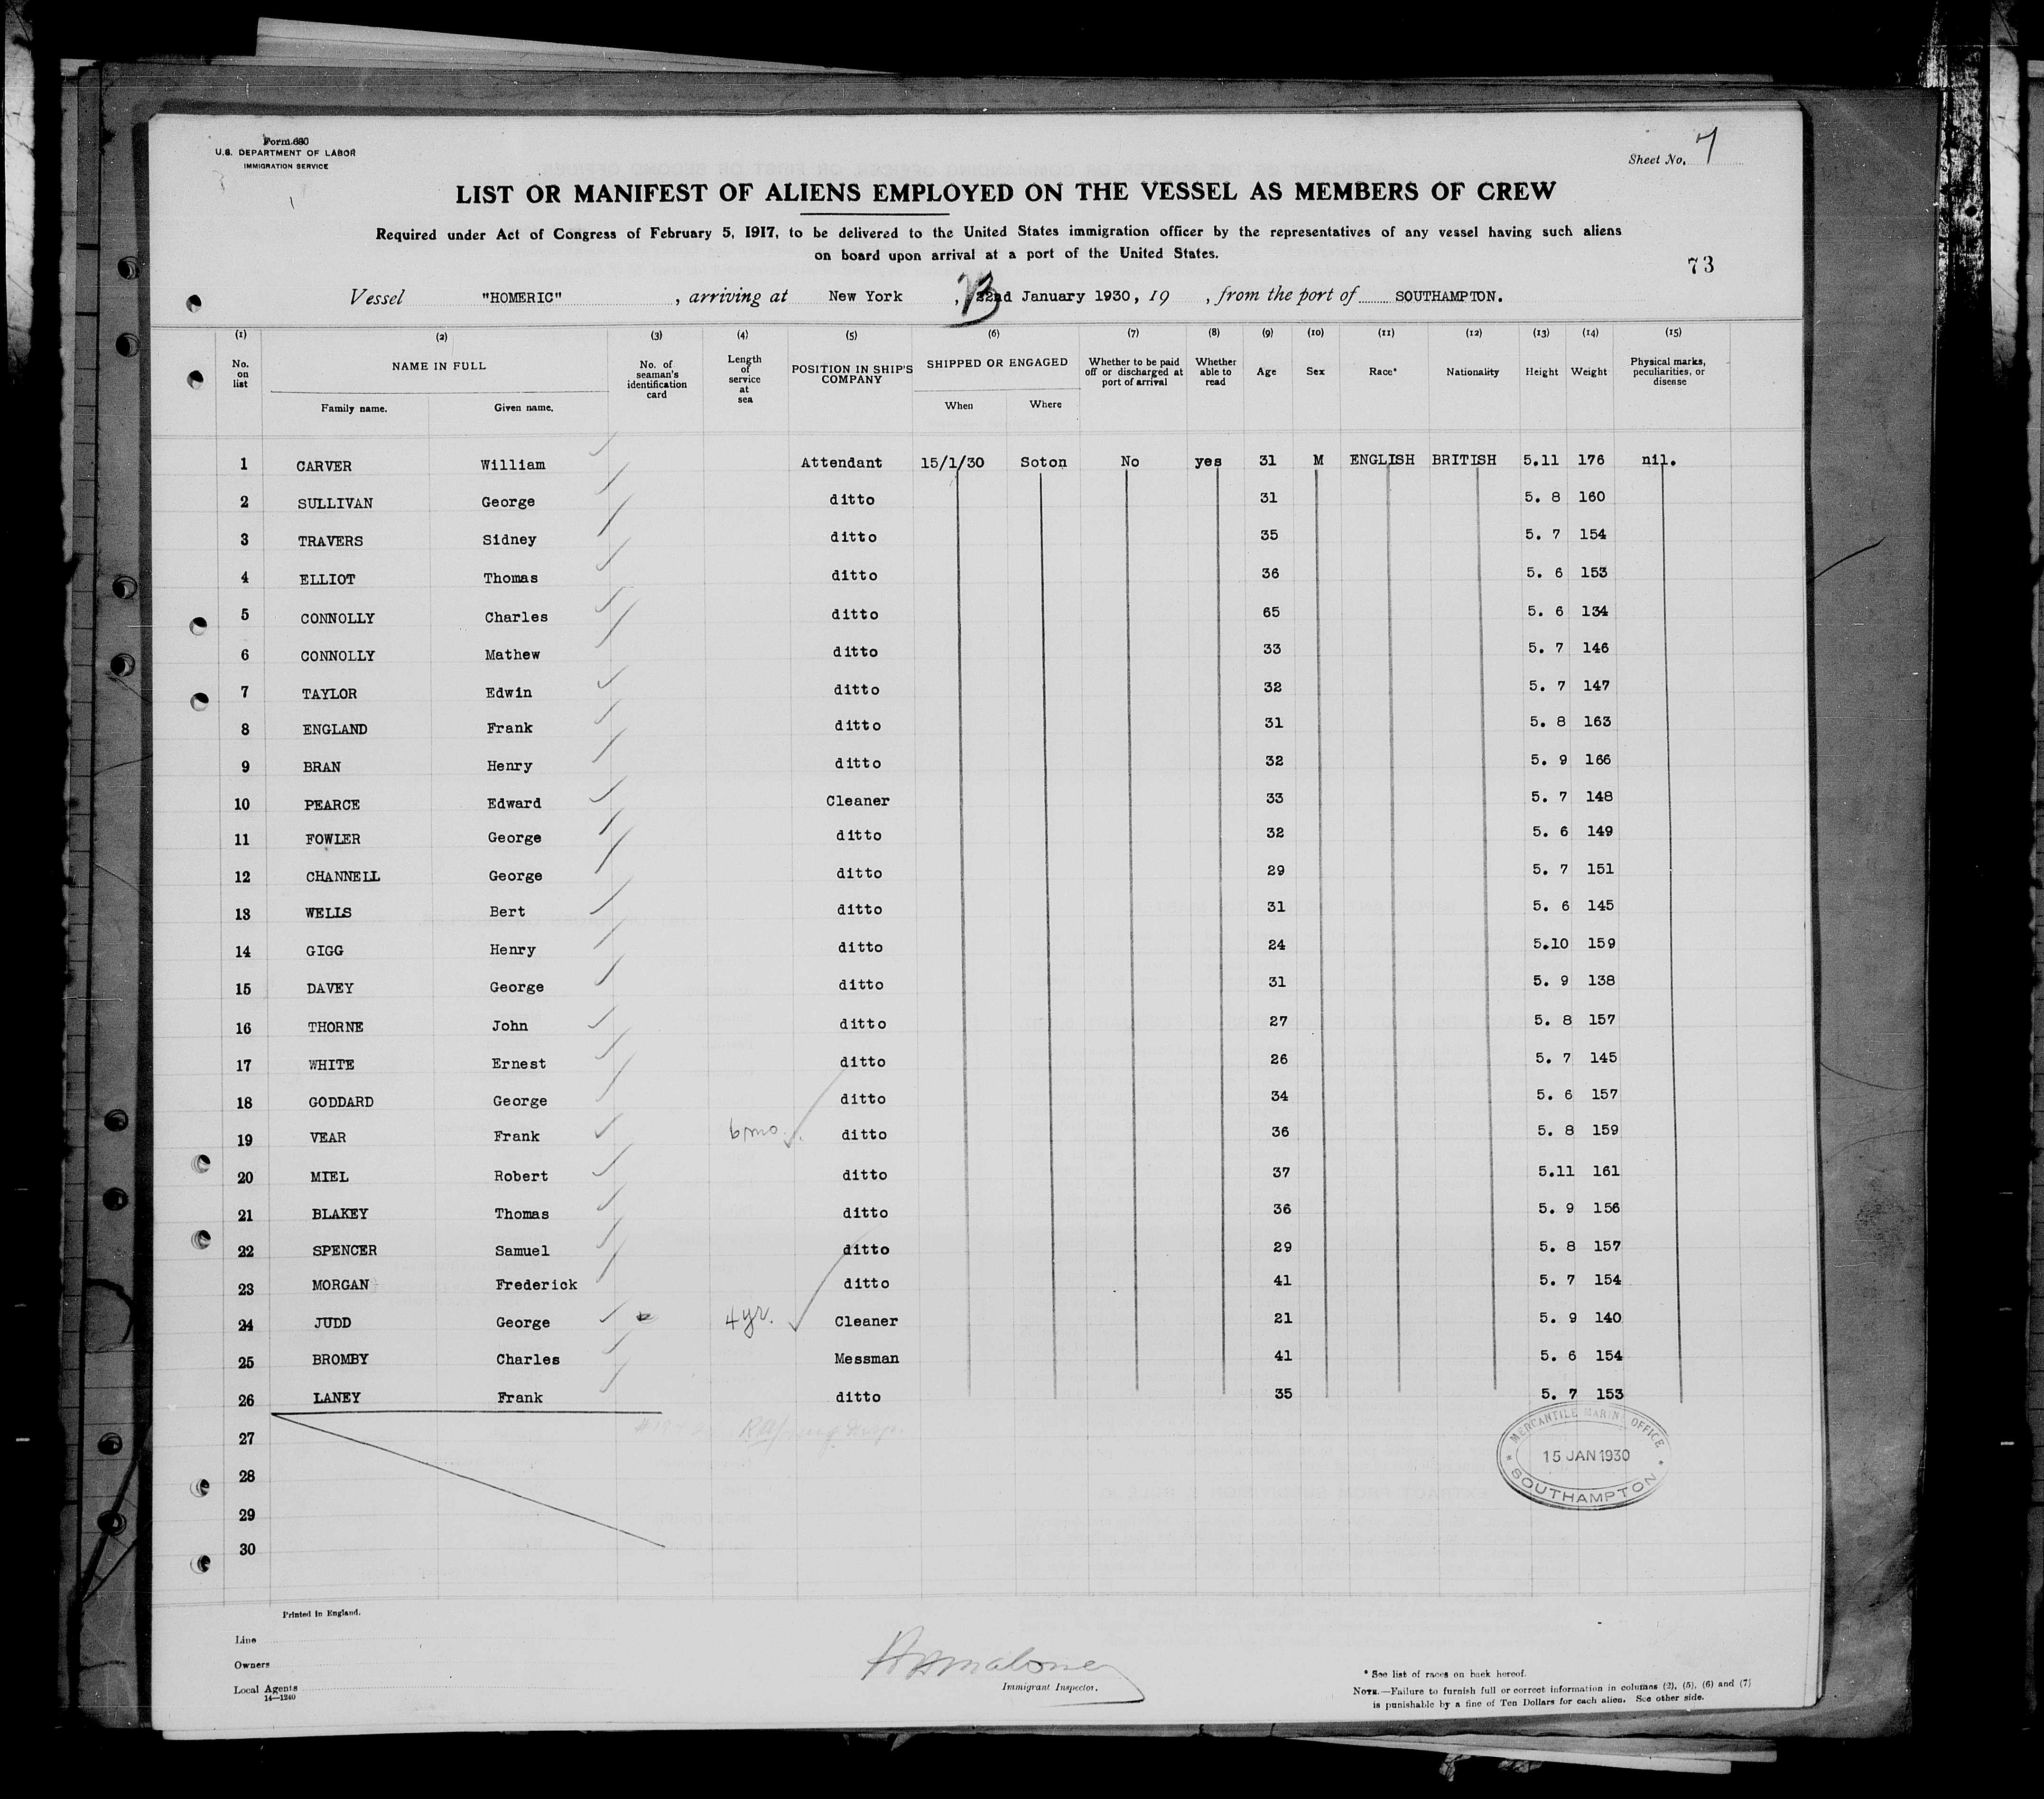 Form 680
U.S. DEPARTMENT OF LABOR
IMMIGRATION SERVICE
Sheet No. 7
LIST OR MANIFEST OF ALIENS EMPLOYED ON THE VESSEL AS MEMBERS OF CREW
Required under Act of Congress of February 5, 1917, to be delivered to the United States immigration officer by the representatives of any vessel having such aliens
on board upon arrival at a port of the United States.
73
Vessel "HOMERIC" , arriving at New York , 22nd January 1930, 19 , from the port of SOUTHAMPTON.
23
(1) (2) (3) (4) (5) (6) (7) (8) (9) (10) (11) (12) (13) (14) (15)
No. on list NAME IN FULL No. of seaman's identification card Length of service at sea POSITION IN SHIP'S COMPANY SHIPPED OR ENGAGED Whether to be paid off or discharged at port of arrival Whether able to read Age Sex Race* Nationality Height Weight Physical marks, peculiarities, or disease
Family name. Given name. When Where
1 CARVER William Attendant 15/1/30 Soton No yes 31 M ENGLISH BRITISH 5.11 176 nil.
2 SULLIVAN George ditto 31 5. 8 160
3 TRAVERS Sidney ditto 35 5. 7 154
4 ELLIOT Thomas ditto 36 5. 6 153
5 CONNOLLY Charles ditto 65 5. 6 134
6 CONNOLLY Mathew ditto 33 5. 7 146
7 TAYLOR Edwin ditto 32 5. 7 147
8 ENGLAND Frank ditto 31 5. 8 163
9 BRAN Henry ditto 32 5. 9 166
10 PEARCE Edward Cleaner 33 5. 7 148
11 FOWLER George ditto 32 5. 6 149
12 CHANNELL George ditto 29 5. 7 151
13 WELLS Bert ditto 31 5. 6 145
14 GIGG Henry ditto 24 5.10 159
15 DAVEY George ditto 31 5. 9 138
16 THORNE John ditto 27 5. 8 157
17 WHITE Ernest ditto 26 5. 7 145
18 GODDARD George ditto 34 5. 6 157
19 VEAR Frank 6 mo. ditto 36 5. 8 159
20 MIEL Robert ditto 37 5.11 161
21 BLAKEY Thomas ditto 36 5. 9 156
22 SPENCER Samuel ditto 29 5. 8 157
23 MORGAN Frederick ditto 41 5. 7 154
24 JUDD George 4 yr. Cleaner 21 5. 9 140
25 BROMBY Charles Messman 41 5. 6 154
26 LANEY Frank ditto 35 5. 7 153
27
28
29
30
MERCANTILE MARINE OFFICE
15 JAN 1930
SOUTHAMPTON
Printed in England.
Line
Owners
Local Agents
14—1240
Maloney
Immigrant Inspector.
* See list of races on back hereof.
NOTE.—Failure to furnish full or correct information in columns (2), (5), (6) and (7)
is punishable by a fine of Ten Dollars for each alien. See other side.